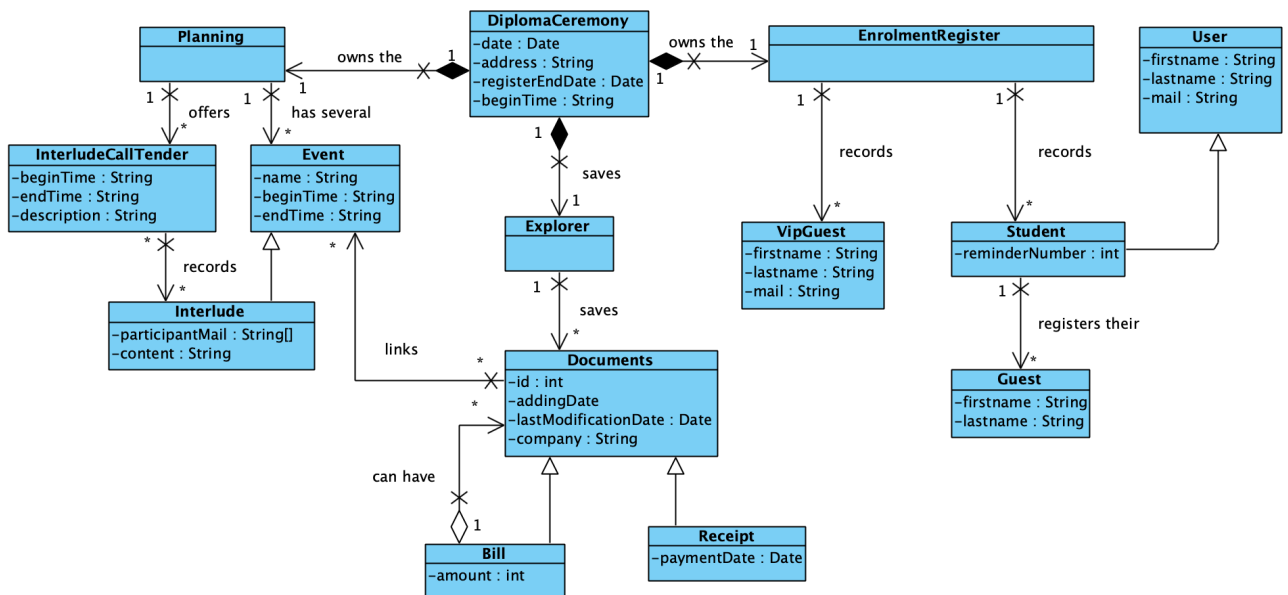 DiplomaCeremony
-date : Date
-address : String
-registerEndDate : Date
-beginTime : String
Planning
EnrolmentRegister
User
-firstname : String
-lastname : String
-mail : String
owns the
1
1
owns the
1
1
1
offers
*
1
has several
*
1
saves
1
1
records
*
1
records
*
InterludeCallTender
-beginTime : String
-endTime : String
-description : String
Event
-name : String
-beginTime : String
-endTime : String
Explorer
VipGuest
-firstname : String
-lastname : String
-mail : String
Student
-reminderNumber : int
*
records
*
*
links
*
1
saves
*
1
registers their
*
Interlude
-participantMail : String[]
-content : String
Documents
-id : int
-addingDate
-lastModificationDate : Date
-company : String
Guest
-firstname : String
-lastname : String
*
can have
1
Bill
-amount : int
Receipt
-paymentDate : Date